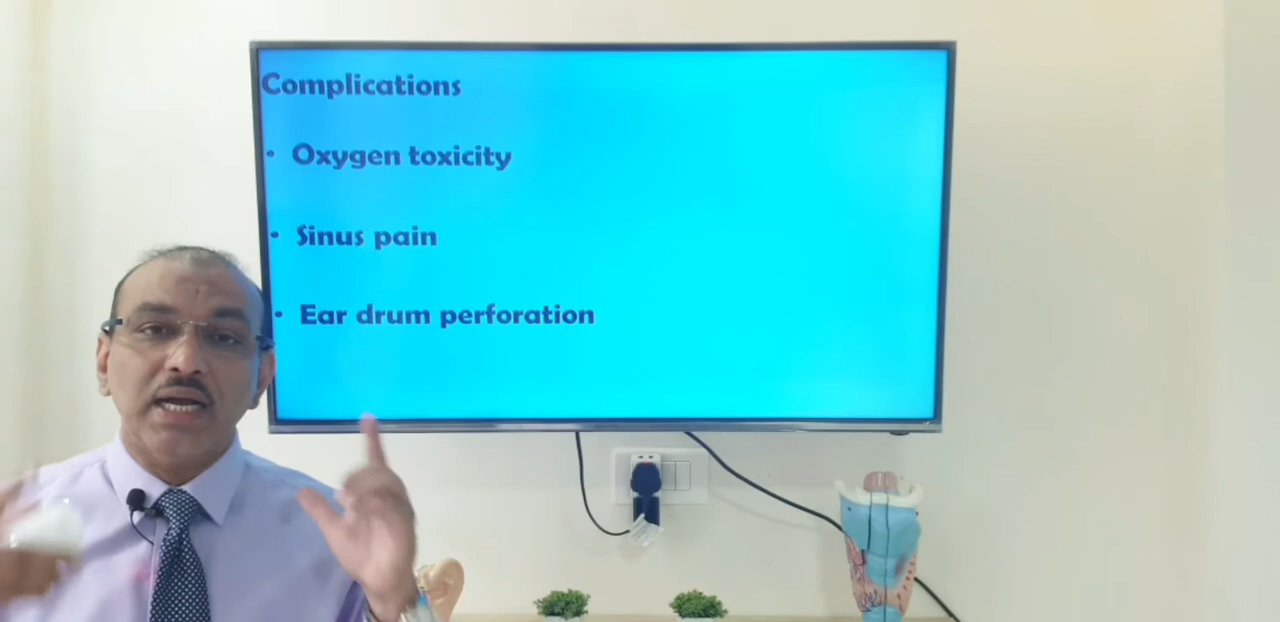 Complications
• Oxygen toxicity
• Sinus pain
• Ear drum perforation